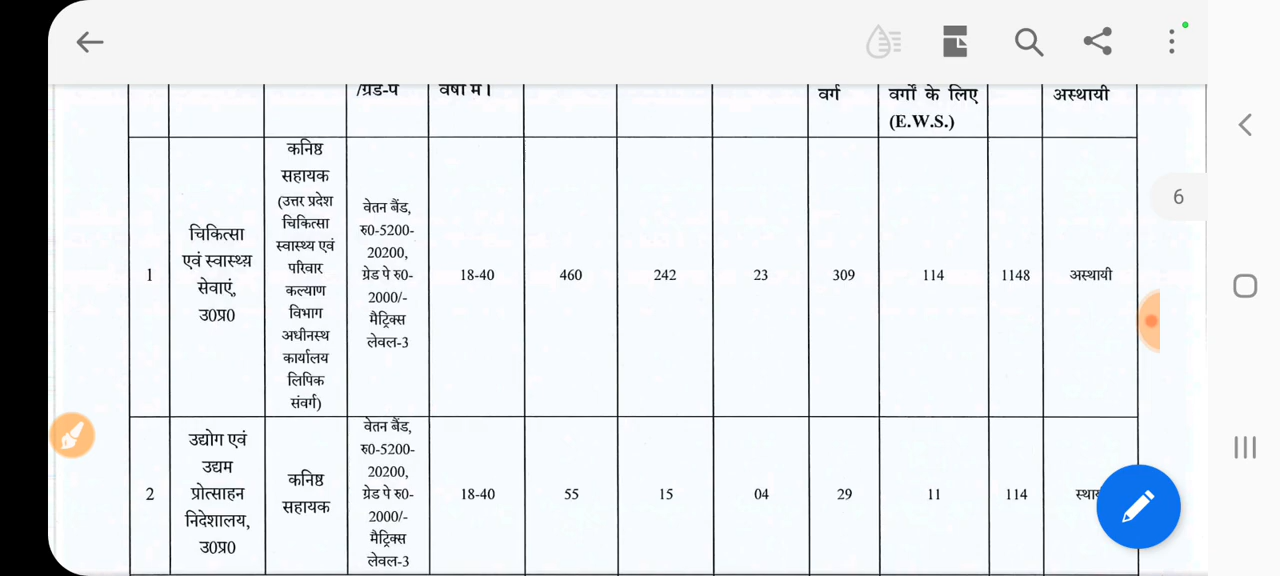 /ग्रेड-पे
वर्षों में।
वर्ग
वर्गों के लिए
(E.W.S.)
अस्थायी
6
1
चिकित्सा
एवं स्वास्थ्य
सेवाएं,
उ0प्र0
कनिष्ठ
सहायक
(उत्तर प्रदेश
चिकित्सा
स्वास्थ्य एवं
परिवार
कल्याण
विभाग
अधीनस्थ
कार्यालय
लिपिक
संवर्ग)
वेतन बैंड,
रु0-5200-
20200,
ग्रेड पे रु0-
2000/-
मैट्रिक्स
लेवल-3
18-40
460
242
23
309
114
1148
अस्थायी
2
उद्योग एवं
उद्यम
प्रोत्साहन
निदेशालय,
उ0प्र0
कनिष्ठ
सहायक
वेतन बैंड,
रु0-5200-
20200,
ग्रेड पे रु0-
2000/-
मैट्रिक्स
लेवल-3
18-40
55
15
04
29
11
114